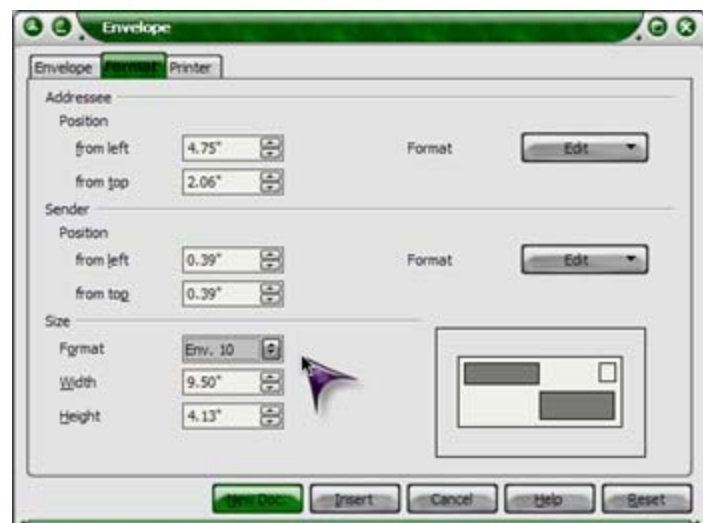 Envelope
Envelope Format Printer
Addressee
Position
from left 4.75" Format Edit
from top 2.06"
Sender
Position
from left 0.39" Format Edit
from top 0.39"
Size
Format Env. 10
Width 9.50"
Height 4.13"
New Doc. Insert Cancel Help Reset